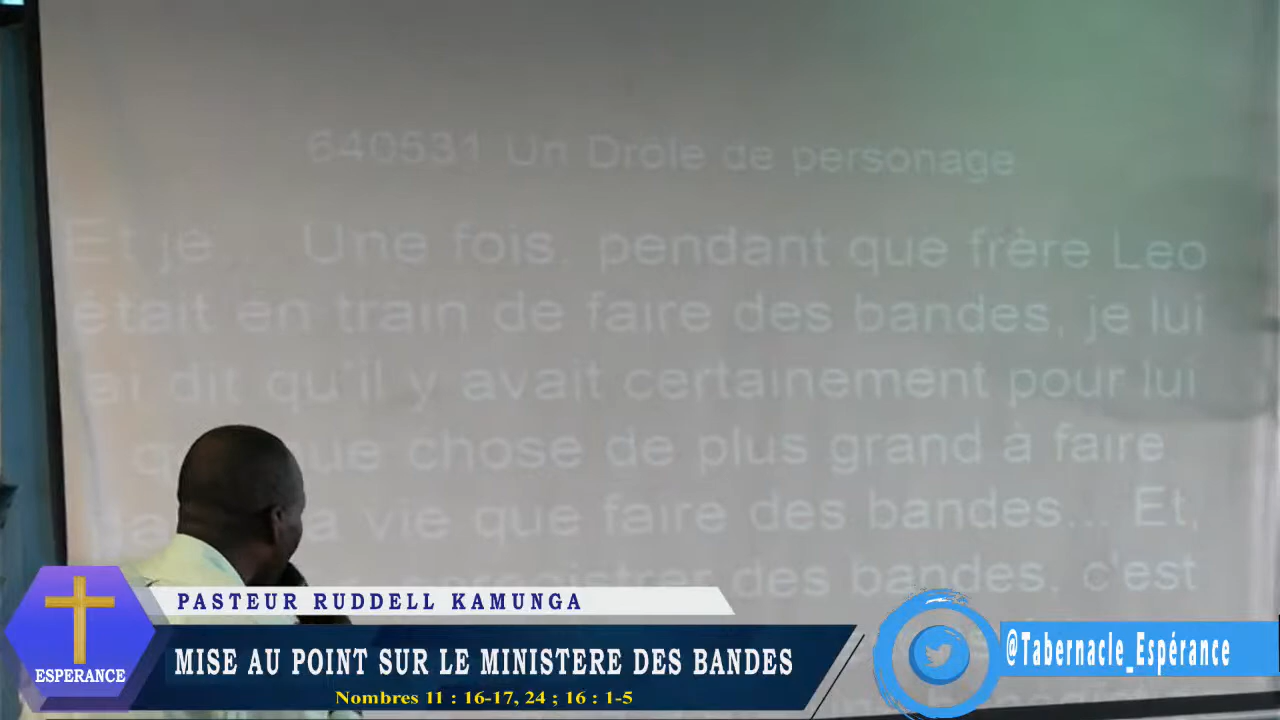 640531 Un Drole de personage
Et je... Une fois, pendant que frère Leo
était en train de faire des bandes, je lui
ai dit qu'il y avait certainement pour lui
chose de plus grand à faire
vie que faire des bandes... Et,
des bandes, c'est
PASTEUR RUDDELL KAMUNGA
MISE AU POINT SUR LE MINISTERE DES BANDES
Nombres 11 : 16-17, 24 ; 16 : 1-5
ESPERANCE
@Tabernacle_Espérance